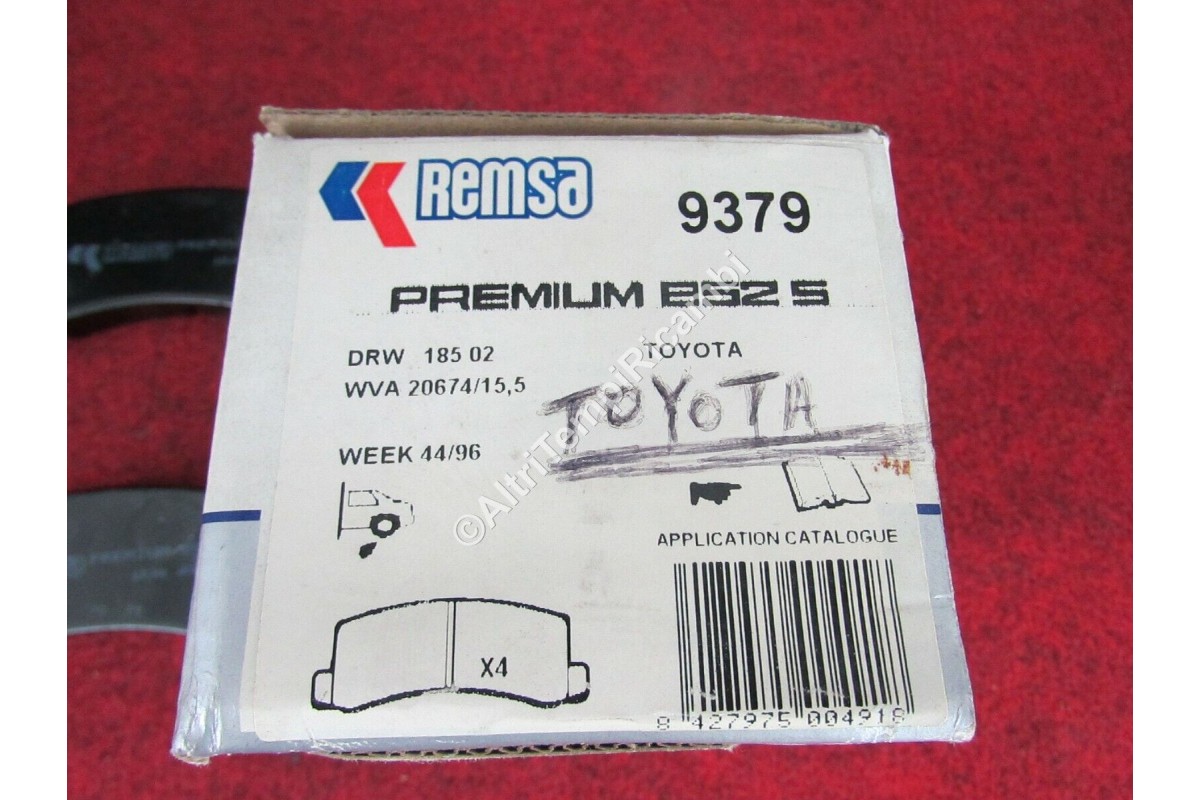 Remsa
9379
PREMIUM
DRW 185 02
TOYOTA
WVA 20674/15,5
TOYOTA
WEEK 44/96
APPLICATION CATALOGUE
X4
8 427975 004918
©AltriTempiRicambi